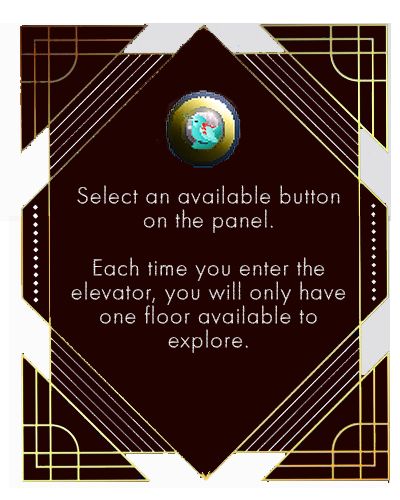 Select an available button
on the panel.
Each time you enter the
elevator, you will only have
one floor available to
explore.